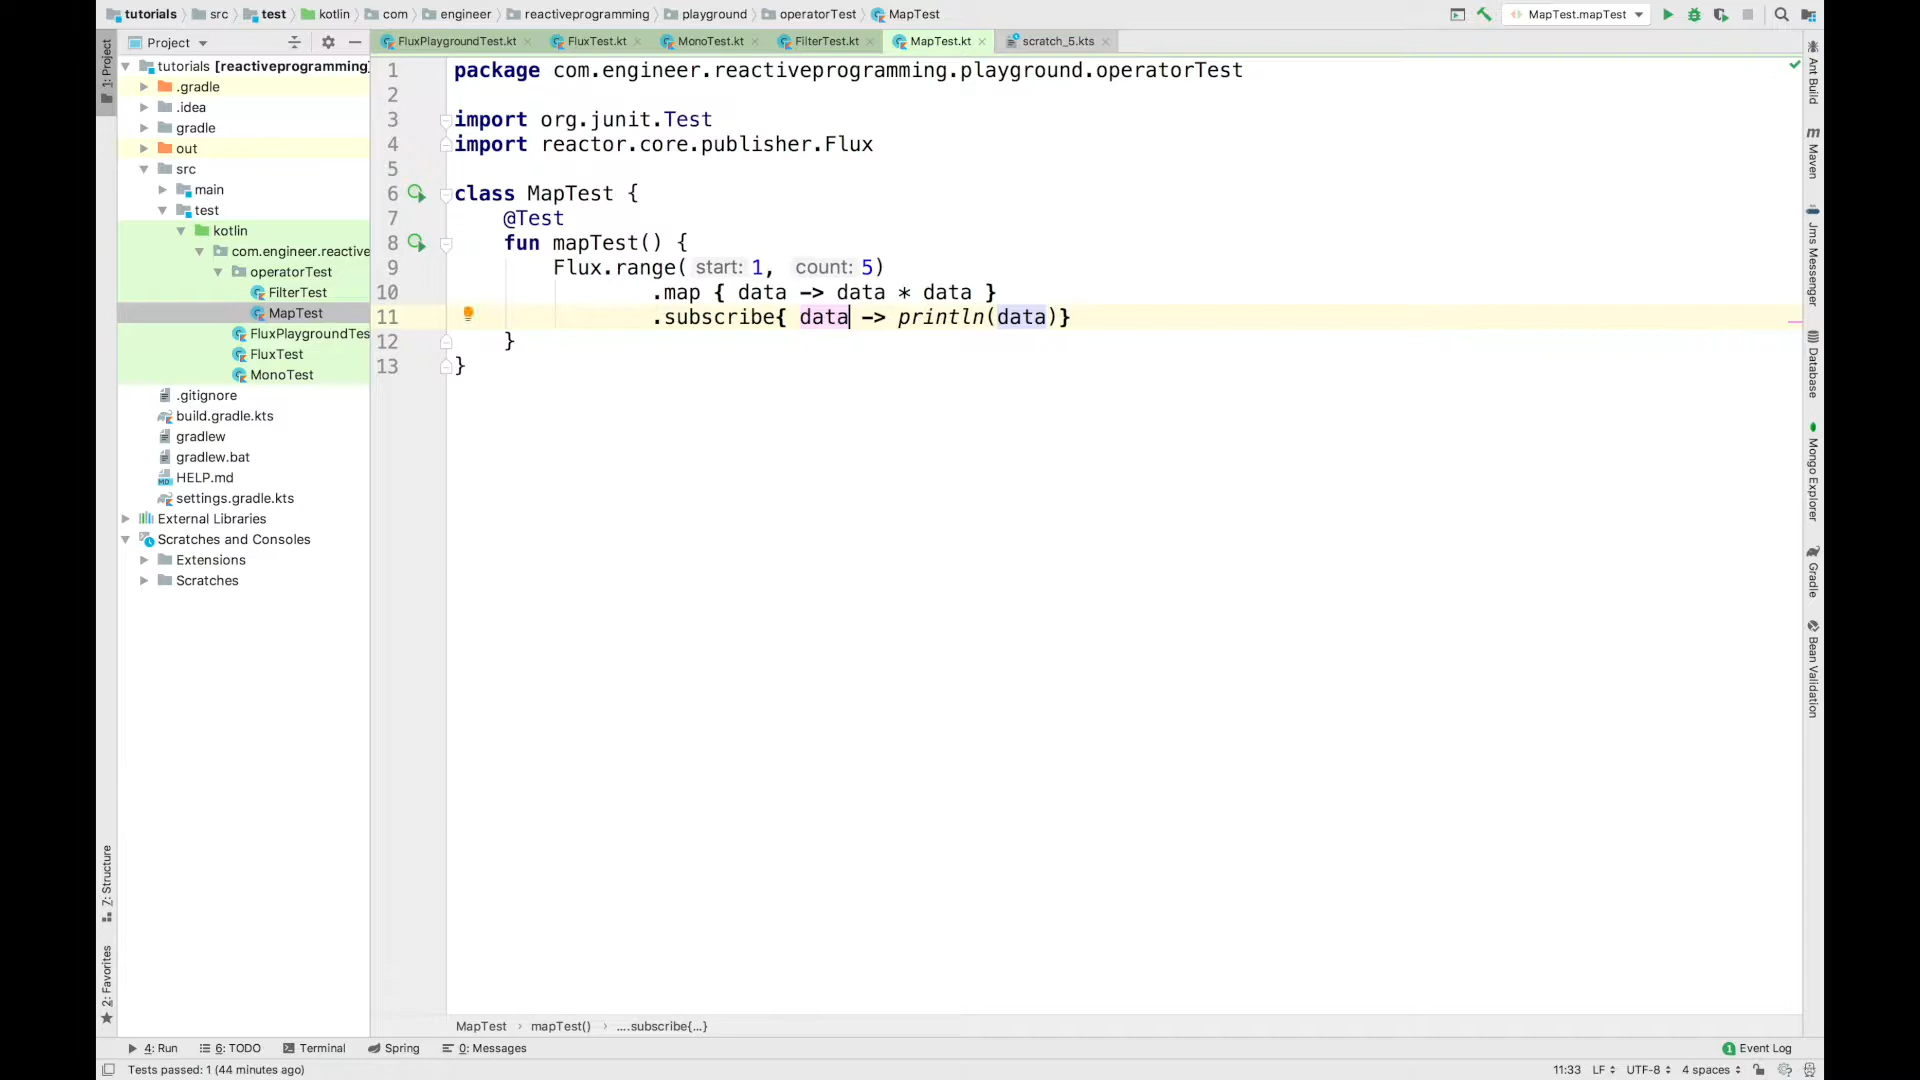 tutorials src test kotlin com engineer reactiveprogramming playground operatorTest MapTest
MapTest.mapTest
Project
FluxPlaygroundTest.kt FluxTest.kt MonoTest.kt FilterTest.kt MapTest.kt scratch_5.kts
1: Project
tutorials [reactiveprogramming]
.gradle
.idea
gradle
out
src
main
test
kotlin
com.engineer.reactive
operatorTest
FilterTest
MapTest
FluxPlaygroundTes
FluxTest
MonoTest
.gitignore
build.gradle.kts
gradlew
gradlew.bat
HELP.md
settings.gradle.kts
External Libraries
Scratches and Consoles
Extensions
Scratches
Z: Structure
2: Favorites
1 package com.engineer.reactiveprogramming.playground.operatorTest
2
3 import org.junit.Test
4 import reactor.core.publisher.Flux
5
6 class MapTest {
7 @Test
8 fun mapTest() {
9 Flux.range( start: 1, count: 5)
10 .map { data -> data * data }
11 .subscribe{ data -> println(data)}
12 }
13 }
Ant Build
m Maven
Jms Messenger
Database
Mongo Explorer
Gradle
Bean Validation
MapTest › mapTest() › ....subscribe{...}
4: Run 6: TODO Terminal Spring 0: Messages 1 Event Log
Tests passed: 1 (44 minutes ago) 11:33 LF UTF-8 4 spaces